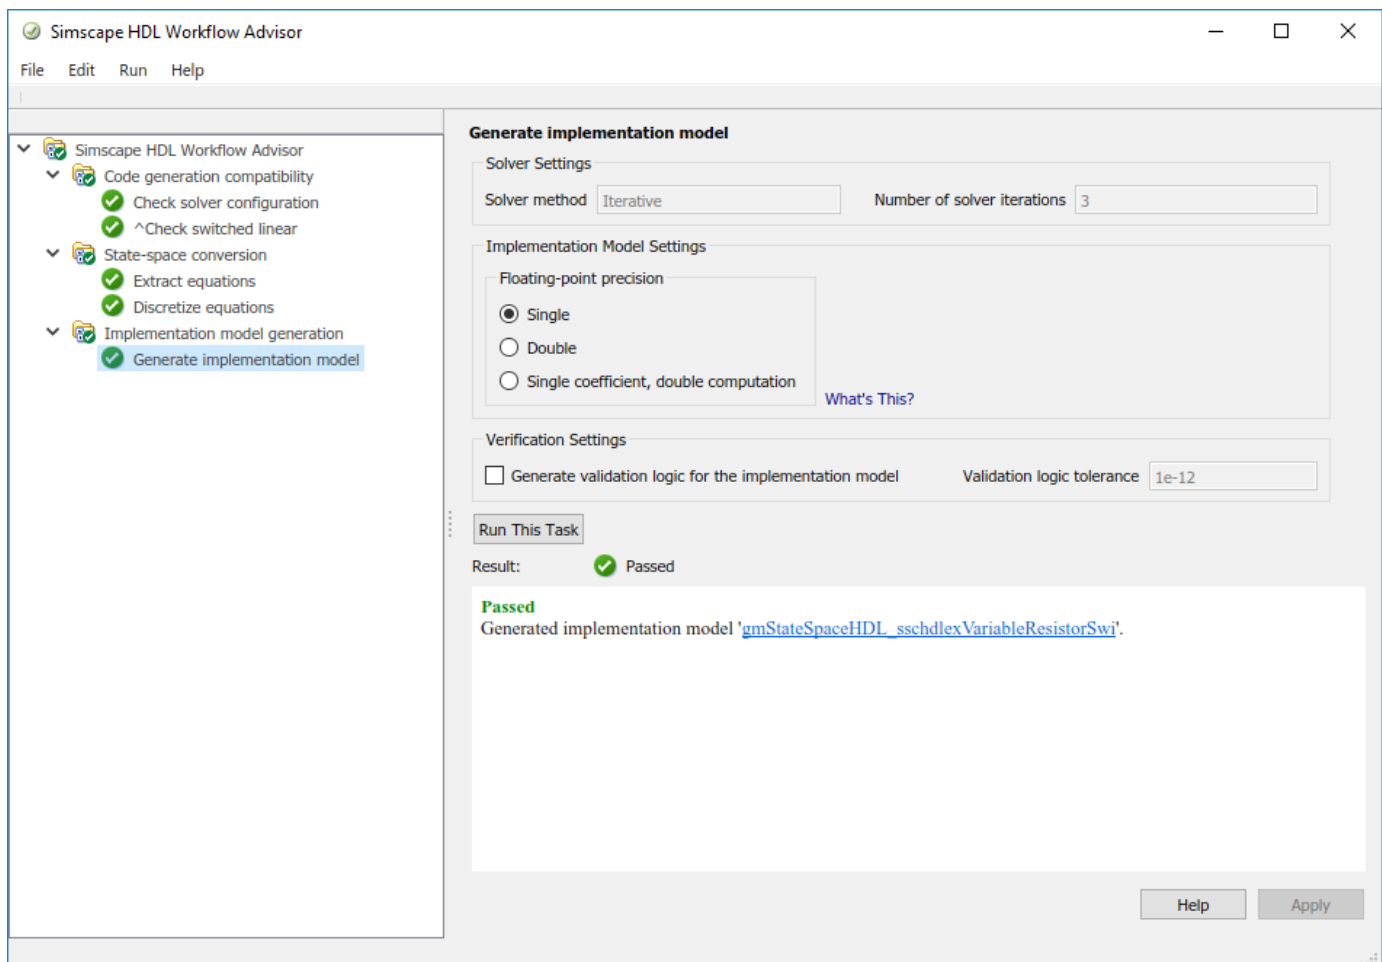 Simscape HDL Workflow Advisor
File Edit Run Help
Simscape HDL Workflow Advisor
Code generation compatibility
Check solver configuration
^Check switched linear
State-space conversion
Extract equations
Discretize equations
Implementation model generation
Generate implementation model
Generate implementation model
Solver Settings
Solver method Iterative Number of solver iterations 3
Implementation Model Settings
Floating-point precision
Single
Double
Single coefficient, double computation
What's This?
Verification Settings
Generate validation logic for the implementation model Validation logic tolerance 1e-12
Run This Task
Result: Passed
Passed
Generated implementation model 'gmStateSpaceHDL_sschdlexVariableResistorSwi'.
Help Apply